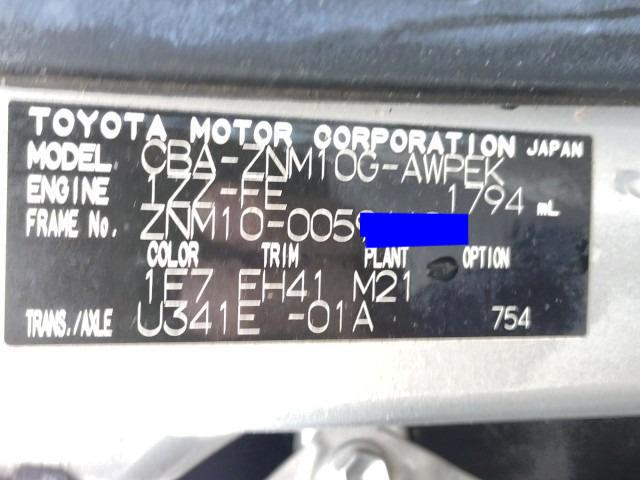 TOYOTA MOTOR CORPORATION JAPAN
MODEL CBA-ZNM10G-AWPEK
ENGINE 1ZZ-FE 1794 mL
FRAME No. ZNM10-0059
COLOR TRIM PLANT OPTION
1E7 EH41 M21
TRANS./AXLE U341E -01A 754